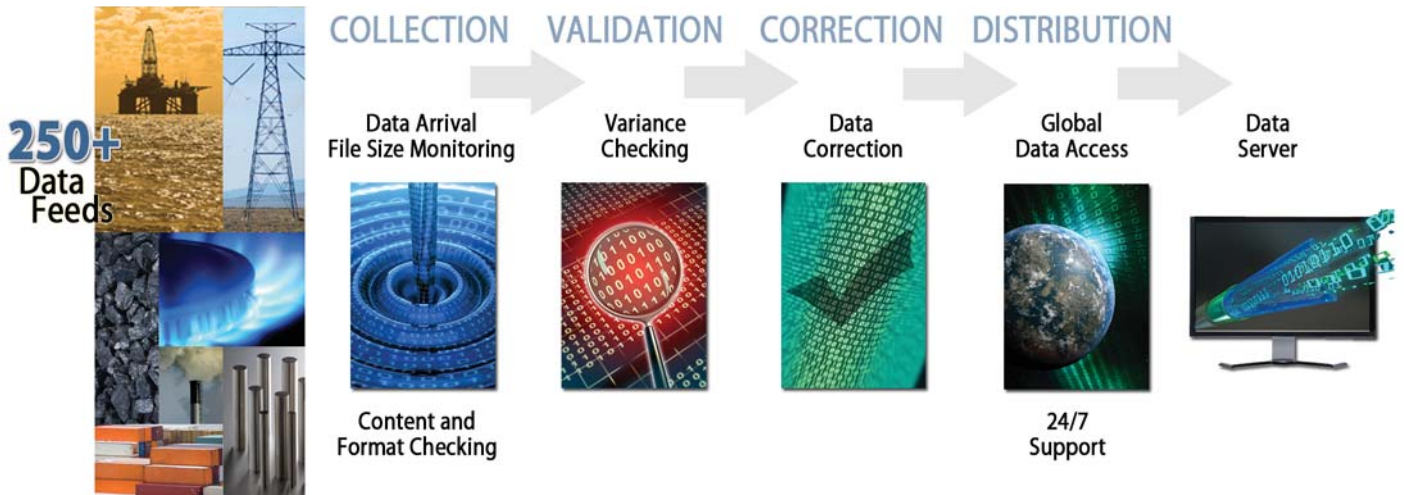 COLLECTION VALIDATION CORRECTION DISTRIBUTION
250+
Data
Feeds
Data Arrival
File Size Monitoring
Variance
Checking
Data
Correction
Global
Data Access
Data
Server
Content and
Format Checking
24/7
Support